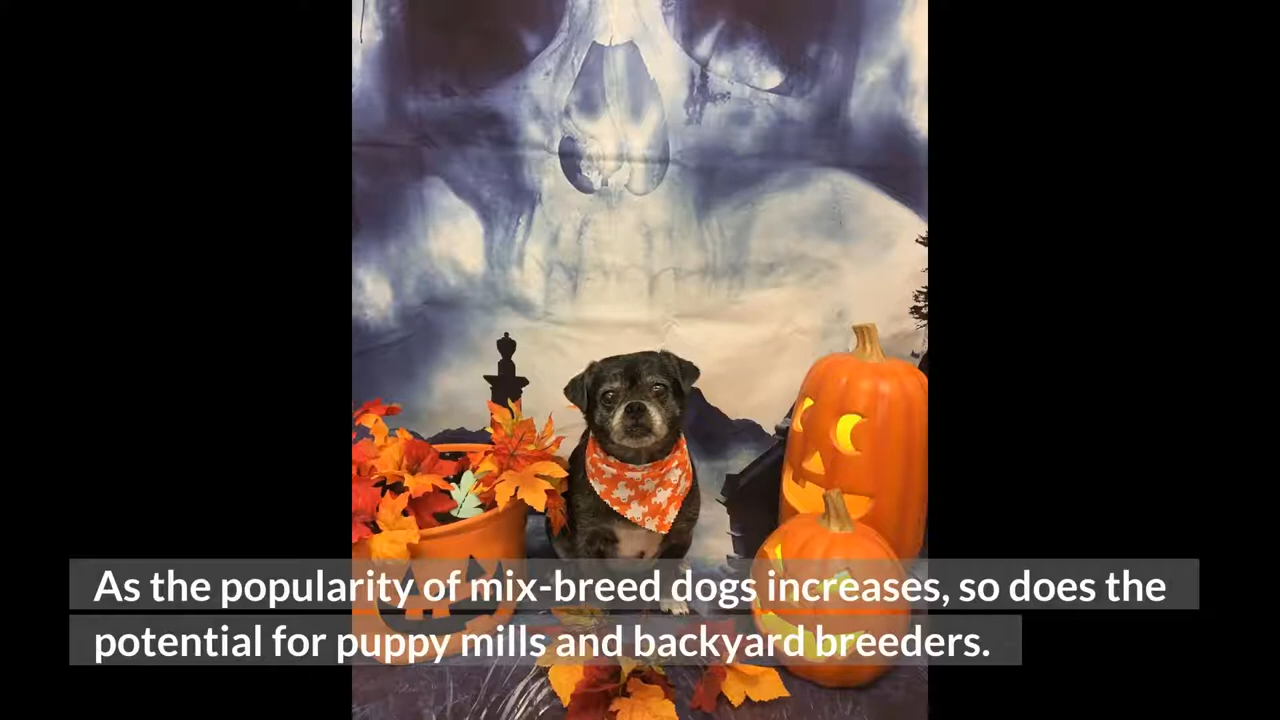 As the popularity of mix-breed dogs increases, so does the
potential for puppy mills and backyard breeders.